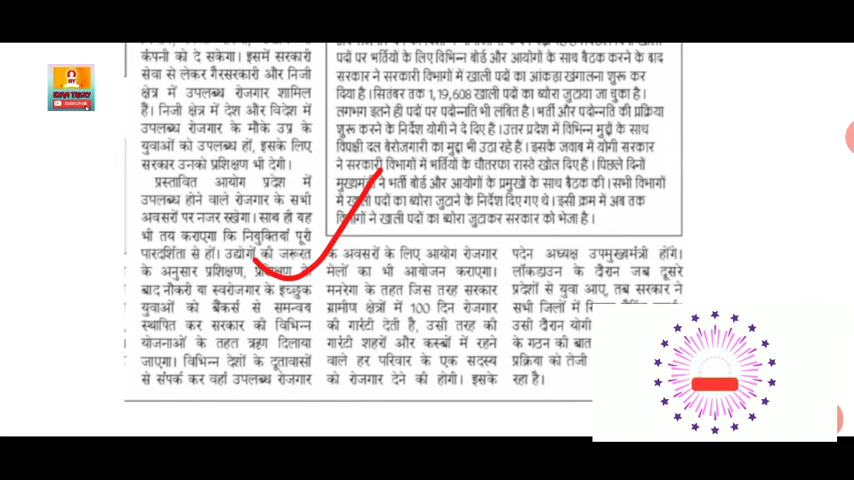 EXAM TRICKY
SUBSCRIBE
कंपनी को दे सकेगा। इसमें सरकारी
सेवा से लेकर गैरसरकारी और निजी
क्षेत्र में उपलब्ध रोजगार शामिल
हैं। निजी क्षेत्र में देश और विदेश में
उपलब्ध रोजगार के मौके उप्र के
युवाओं को उपलब्ध हों, इसके लिए
सरकार उनको प्रशिक्षण भी देगी।
प्रस्तावित आयोग प्रदेश में
उपलब्ध होने वाले रोजगार के सभी
अवसरों पर नजर रखेगा। साथ ही यह
भी तय कराएगा कि नियुक्तियां पूरी
पारदर्शिता से हों। उद्योगों की जरूरत
के अनुसार प्रशिक्षण, प्रशिक्षण के
बाद नौकरी या स्वरोजगार के इच्छुक
युवाओं को बैंकर्स से समन्वय
स्थापित कर सरकार की विभिन्न
योजनाओं के तहत ऋण दिलाया
जाएगा। विभिन्न देशों के दूतावासों
से संपर्क कर वहां उपलब्ध रोजगार
पदों पर भर्तियों के लिए विभिन्न बोर्ड और आयोगों के साथ बैठक करने के बाद
सरकार ने सरकारी विभागों में खाली पदों का आंकड़ा खंगालना शुरू कर
दिया है। सितंबर तक 1,19,608 खाली पदों का ब्योरा जुटाया जा चुका है।
लगभग इतने ही पदों पर पदोन्नति भी लंबित है। भर्ती और पदोन्नति की प्रक्रिया
शुरू करने के निर्देश योगी ने दे दिए है। उत्तर प्रदेश में विभिन्न मुद्दों के साथ
विपक्षी दल बेरोजगारी का मुद्दा भी उठा रहे हैं। इसके जवाब में योगी सरकार
ने सरकारी विभागों में भर्तियों के चौतरफा रास्ते खोल दिए हैं। पिछले दिनों
मुख्यमंत्री ने भर्ती बोर्ड और आयोगों के प्रमुखों के साथ बैठक की। सभी विभागों
में खाली पदों का ब्योरा जुटाने के निर्देश दिए गए थे। इसी क्रम में अब तक
विभागों ने खाली पदों का ब्योरा जुटाकर सरकार को भेजा है।
के अवसरों के लिए आयोग रोजगार
मेलों का भी आयोजन कराएगा।
मनरेगा के तहत जिस तरह सरकार
ग्रामीण क्षेत्रों में 100 दिन रोजगार
की गारंटी देती है, उसी तरह की
गारंटी शहरों और कस्बों में रहने
वाले हर परिवार के एक सदस्य
को रोजगार देने की होगी। इसके
पदेन अध्यक्ष उपमुख्यमंत्री होंगे।
लॉकडाउन के दौरान जब दूसरे
प्रदेशों से युवा आए, तब सरकार ने
सभी जिलों में
उसी दौरान योगी
के गठन की बात
प्रक्रिया को तेजी
रहा है।